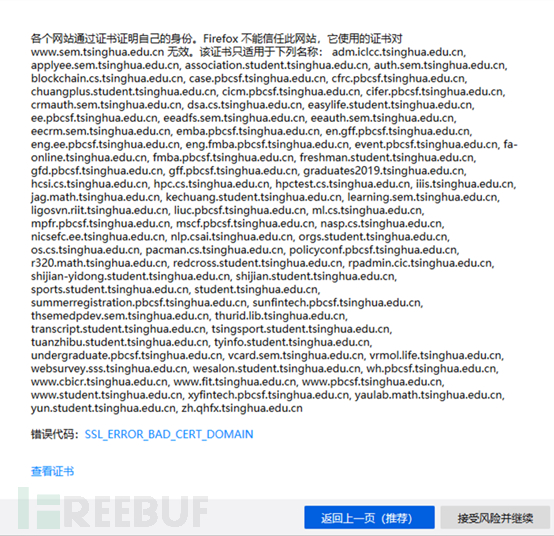 各个网站通过证书证明自己的身份。Firefox 不能信任此网站，它使用的证书对
www.sem.tsinghua.edu.cn 无效。该证书只适用于下列名称： adm.iclcc.tsinghua.edu.cn,
applyee.sem.tsinghua.edu.cn, association.student.tsinghua.edu.cn, auth.sem.tsinghua.edu.cn,
blockchain.cs.tsinghua.edu.cn, case.pbcsf.tsinghua.edu.cn, cfrc.pbcsf.tsinghua.edu.cn,
chuangplus.student.tsinghua.edu.cn, cicm.pbcsf.tsinghua.edu.cn, cifer.pbcsf.tsinghua.edu.cn,
crmauth.sem.tsinghua.edu.cn, dsa.cs.tsinghua.edu.cn, easylife.student.tsinghua.edu.cn,
ee.pbcsf.tsinghua.edu.cn, eeadfs.sem.tsinghua.edu.cn, eeauth.sem.tsinghua.edu.cn,
eecrm.sem.tsinghua.edu.cn, emba.pbcsf.tsinghua.edu.cn, en.gff.pbcsf.tsinghua.edu.cn,
eng.ee.pbcsf.tsinghua.edu.cn, eng.fmba.pbcsf.tsinghua.edu.cn, event.pbcsf.tsinghua.edu.cn, fa-
online.tsinghua.edu.cn, fmba.pbcsf.tsinghua.edu.cn, freshman.student.tsinghua.edu.cn,
gfd.pbcsf.tsinghua.edu.cn, gff.pbcsf.tsinghua.edu.cn, graduates2019.tsinghua.edu.cn,
hcsi.cs.tsinghua.edu.cn, hpc.cs.tsinghua.edu.cn, hpctest.cs.tsinghua.edu.cn, iiis.tsinghua.edu.cn,
jag.math.tsinghua.edu.cn, kechuang.student.tsinghua.edu.cn, learning.sem.tsinghua.edu.cn,
ligosvn.riit.tsinghua.edu.cn, liuc.pbcsf.tsinghua.edu.cn, ml.cs.tsinghua.edu.cn,
mpfr.pbcsf.tsinghua.edu.cn, mscf.pbcsf.tsinghua.edu.cn, nasp.cs.tsinghua.edu.cn,
nicsefc.ee.tsinghua.edu.cn, nlp.csai.tsinghua.edu.cn, orgs.student.tsinghua.edu.cn,
os.cs.tsinghua.edu.cn, pacman.cs.tsinghua.edu.cn, policyconf.pbcsf.tsinghua.edu.cn,
r320.math.tsinghua.edu.cn, redcross.student.tsinghua.edu.cn, rpadmin.cic.tsinghua.edu.cn,
shijian-yidong.student.tsinghua.edu.cn, shijian.student.tsinghua.edu.cn,
sports.student.tsinghua.edu.cn, student.tsinghua.edu.cn,
summerregistration.pbcsf.tsinghua.edu.cn, sunfintech.pbcsf.tsinghua.edu.cn,
thsemedpdev.sem.tsinghua.edu.cn, thurid.lib.tsinghua.edu.cn,
transcript.student.tsinghua.edu.cn, tsingsport.student.tsinghua.edu.cn,
tuanzhibu.student.tsinghua.edu.cn, tyinfo.student.tsinghua.edu.cn,
undergraduate.pbcsf.tsinghua.edu.cn, vcard.sem.tsinghua.edu.cn, vrmol.life.tsinghua.edu.cn,
websurvey.sss.tsinghua.edu.cn, wesalon.student.tsinghua.edu.cn, wh.pbcsf.tsinghua.edu.cn,
www.cbicr.tsinghua.edu.cn, www.fit.tsinghua.edu.cn, www.pbcsf.tsinghua.edu.cn,
www.student.tsinghua.edu.cn, xyfintech.pbcsf.tsinghua.edu.cn, yaulab.math.tsinghua.edu.cn,
yun.student.tsinghua.edu.cn, zh.qhfx.tsinghua.edu.cn
错误代码：SSL_ERROR_BAD_CERT_DOMAIN
查看证书
FREEBUF
返回上一页（推荐） 接受风险并继续